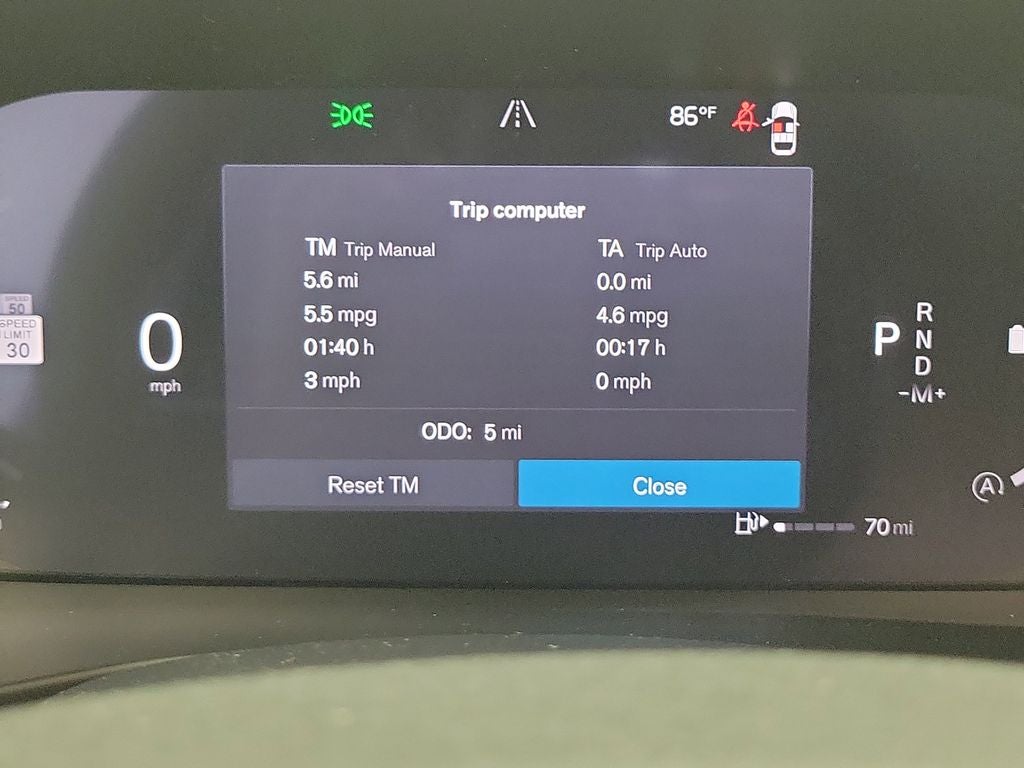 86°F
Trip computer
TM Trip Manual
5.6 mi
5.5 mpg
01:40 h
3 mph
TA Trip Auto
0.0 mi
4.6 mpg
00:17 h
0 mph
ODO: 5 mi
Reset TM
Close
SPEED
50
SPEED
LIMIT
30
0
mph
P
R
N
D
-M+
A
70 mi